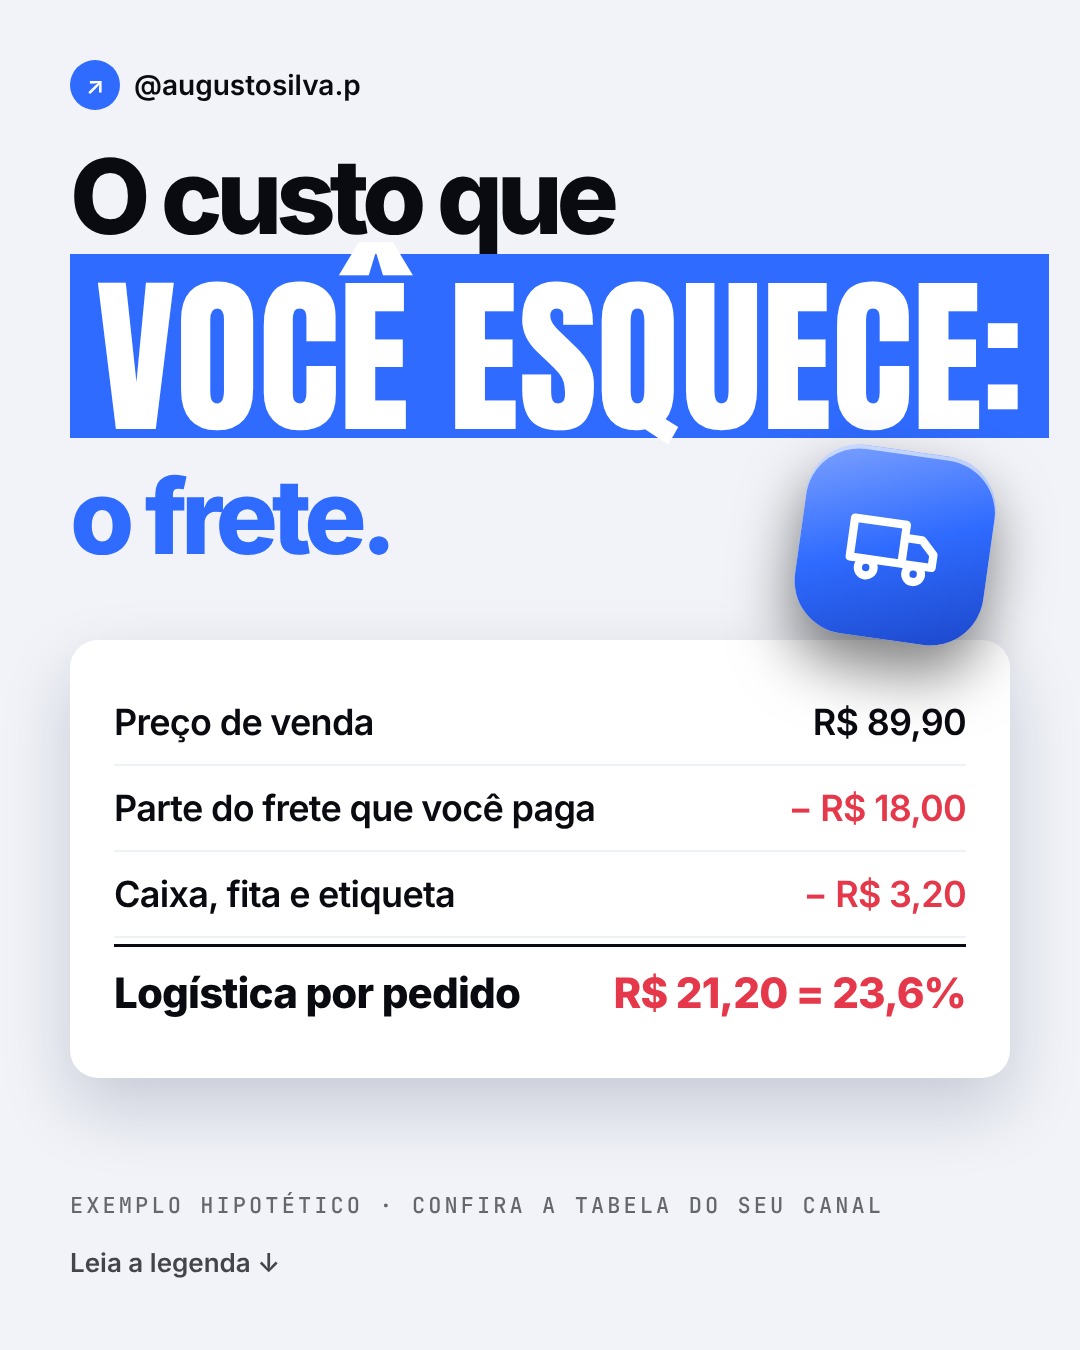 @augustosilva.p
O custo que
VOCÊ ESQUECE:
o frete.
Preço de venda R$ 89,90
Parte do frete que você paga – R$ 18,00
Caixa, fita e etiqueta – R$ 3,20
Logística por pedido R$ 21,20 = 23,6%
EXEMPLO HIPOTÉTICO · CONFIRA A TABELA DO SEU CANAL
Leia a legenda ↓